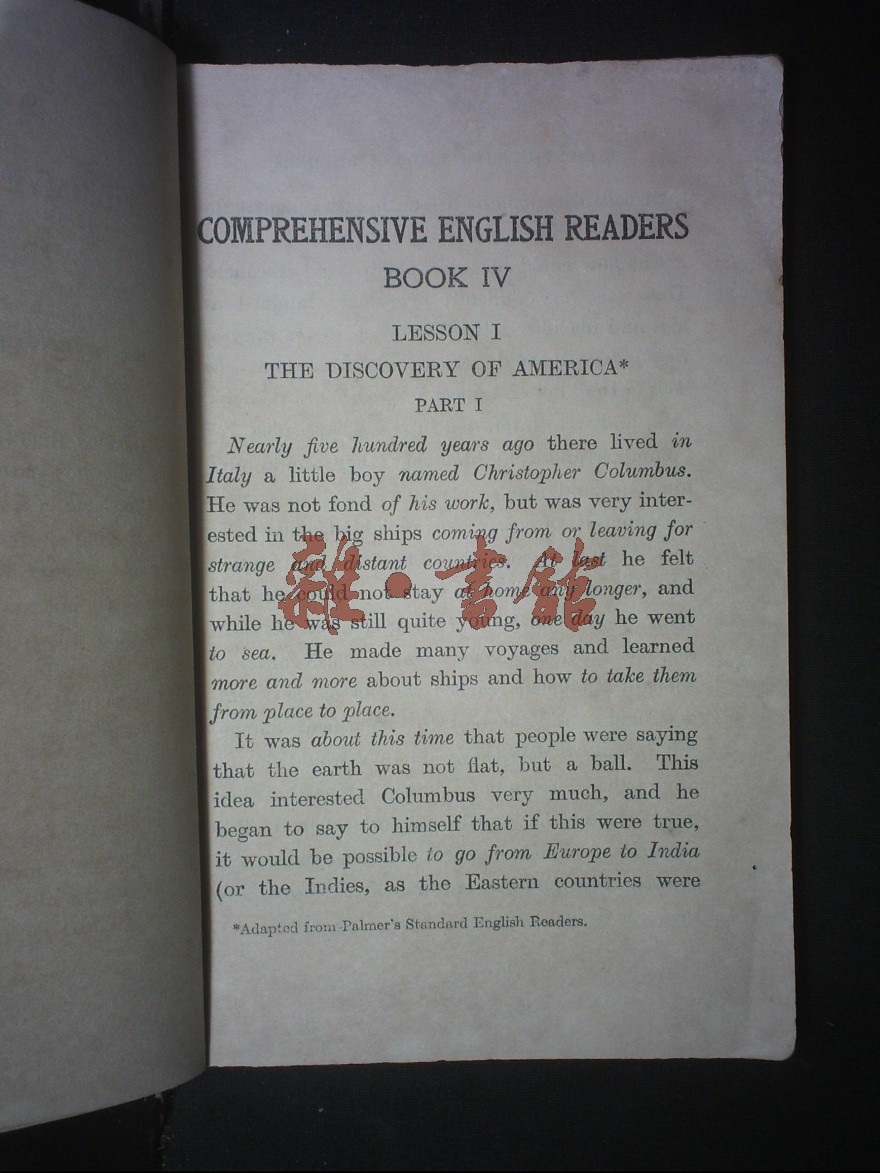 COMPREHENSIVE ENGLISH READERS
BOOK IV
LESSON I
THE DISCOVERY OF AMERICA*
PART I
Nearly five hundred years ago there lived in
Italy a little boy named Christopher Columbus.
He was not fond of his work, but was very inter-
ested in the big ships coming from or leaving for
strange and distant countries. At last he felt
that he could not stay at home any longer, and
while he was still quite young, one day he went
to sea. He made many voyages and learned
more and more about ships and how to take them
from place to place.
It was about this time that people were saying
that the earth was not flat, but a ball. This
idea interested Columbus very much, and he
began to say to himself that if this were true,
it would be possible to go from Europe to India
(or the Indies, as the Eastern countries were
*Adapted from Palmer's Standard English Readers.
雜·書館